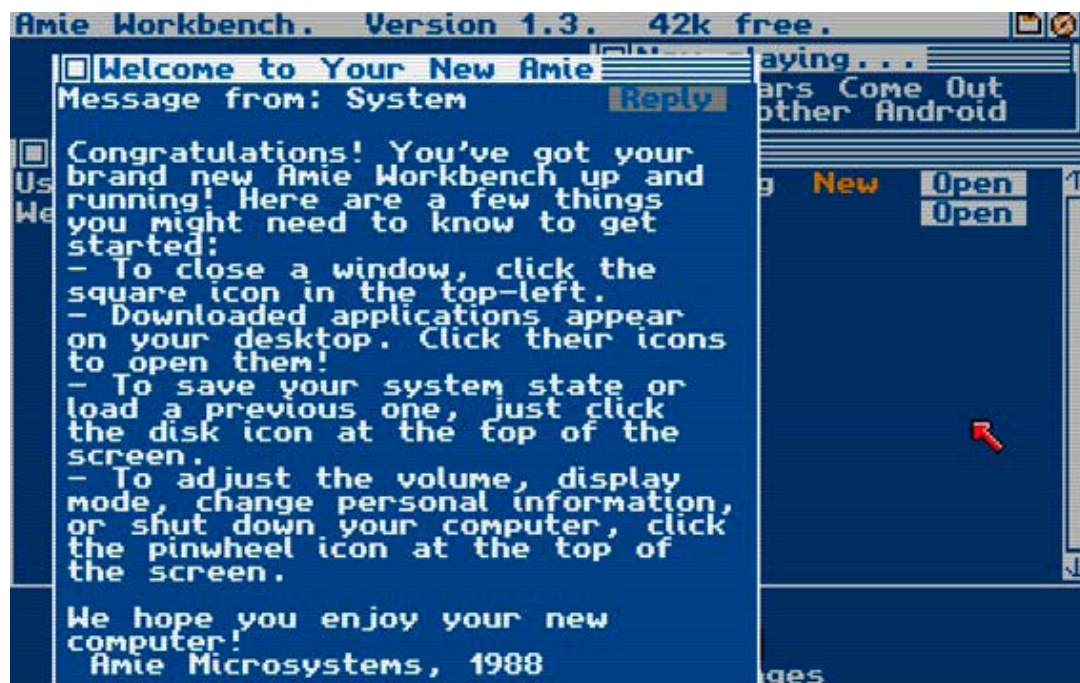 Amie Workbench. Version 1.3. 42k free.
Welcome to Your New Amie
Message from: System
Reply
Congratulations! You've got your
brand new Amie Workbench up and
running! Here are a few things
you might need to know to get
started:
- To close a window, click the
square icon in the top-left.
- Downloaded applications appear
on your desktop. Click their icons
to open them!
- To save your system state or
load a previous one, just click
the disk icon at the top of the
screen.
- To adjust the volume, display
mode, change personal information,
or shut down your computer, click
the pinwheel icon at the top of
the screen.
We hope you enjoy your new
computer!
Amie Microsystems, 1988
aying...
ars Come Out
other Android
Us
g New Open
We
Open
ages